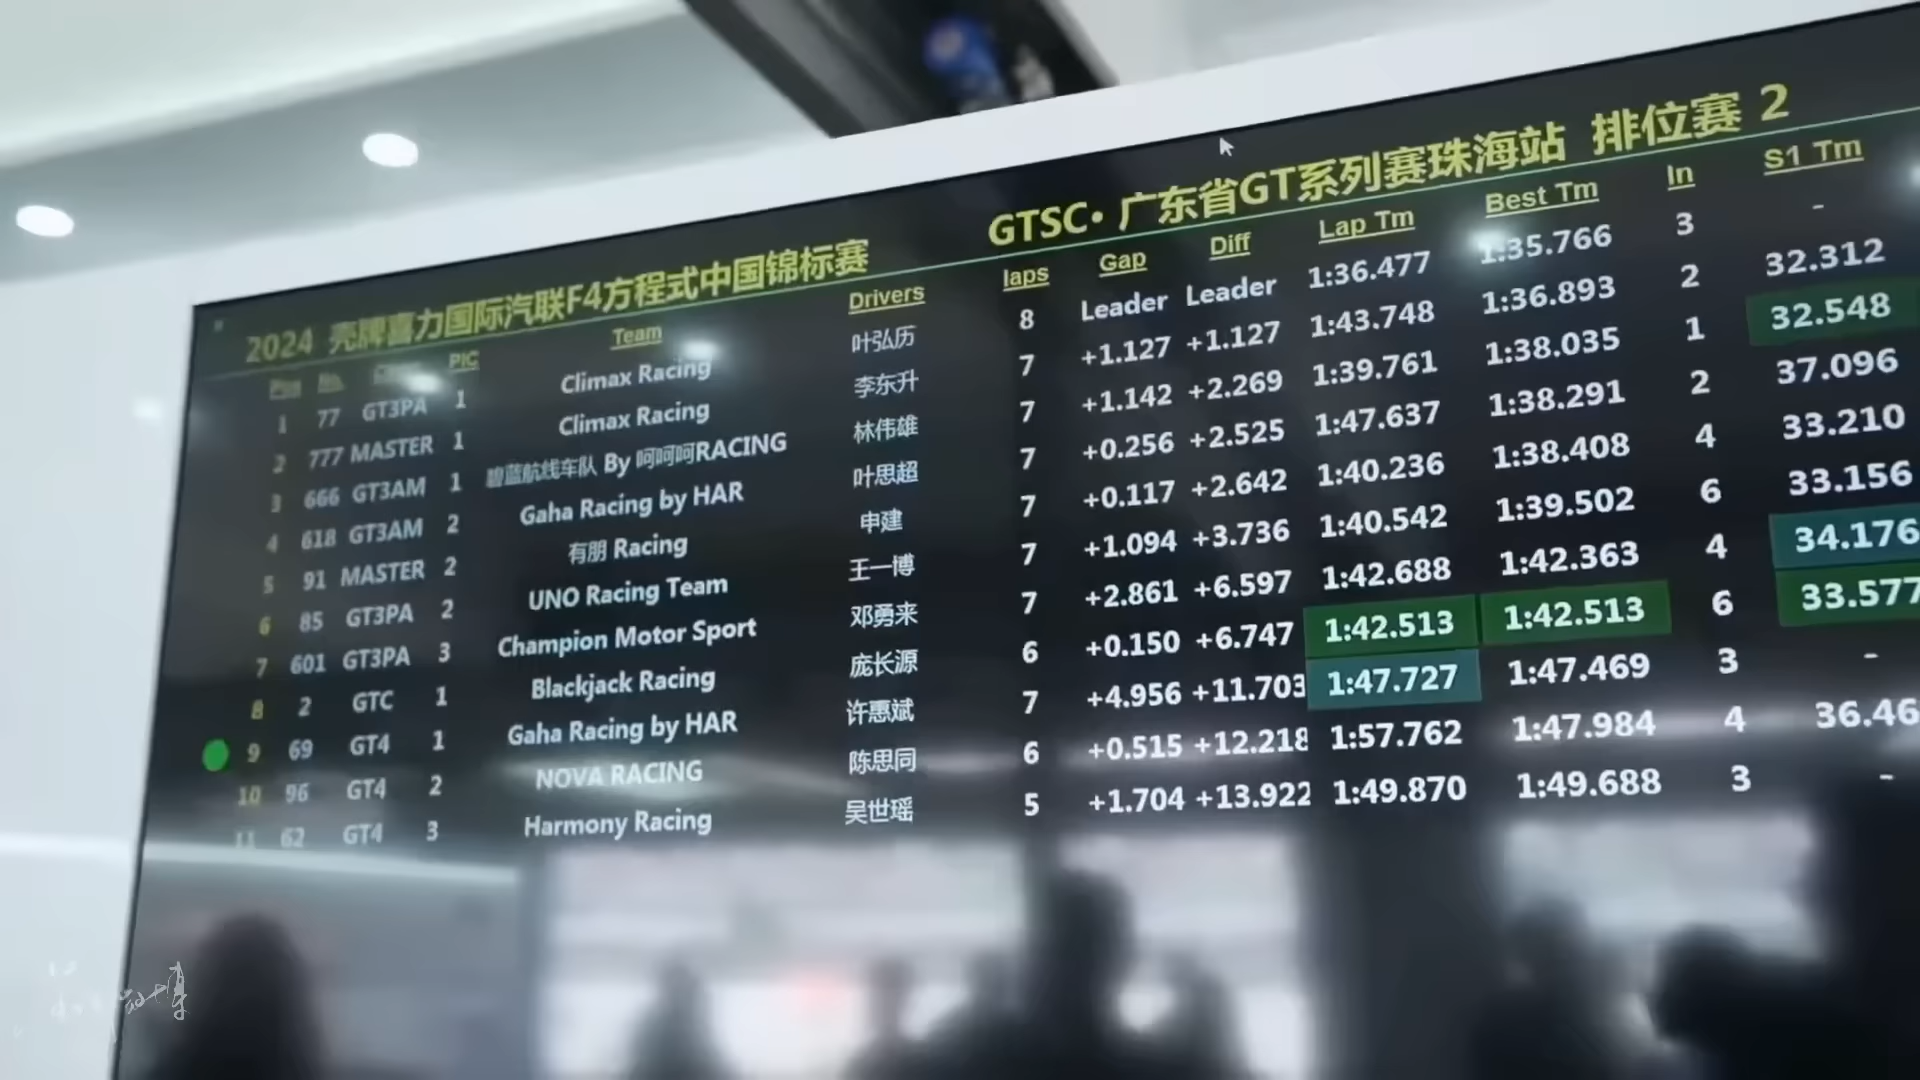 2024 壳牌喜力国际汽联F4方程式中国锦标赛 GTSC· 广东省GT系列赛珠海站 排位赛 2
Pos No. PIC Team Drivers laps Gap Diff Lap Tm Best Tm In S1 Tm
1 77 GT3PA 1 Climax Racing 叶弘历 8 Leader Leader 1:36.477 1:35.766 3 -
2 777 MASTER 1 Climax Racing 李东升 7 +1.127 +1.127 1:43.748 1:36.893 2 32.312
3 666 GT3AM 1 碧蓝航线车队 By 呵呵呵RACING 林伟雄 7 +1.142 +2.269 1:39.761 1:38.035 1 32.548
4 618 GT3AM 2 Gaha Racing by HAR 叶思超 7 +0.256 +2.525 1:47.637 1:38.291 2 37.096
5 91 MASTER 2 有朋 Racing 申建 7 +0.117 +2.642 1:40.236 1:38.408 4 33.210
6 85 GT3PA 2 UNO Racing Team 王一博 7 +1.094 +3.736 1:40.542 1:39.502 6 33.156
7 601 GT3PA 3 Champion Motor Sport 邓勇来 7 +2.861 +6.597 1:42.688 1:42.363 4 34.176
8 2 GTC 1 Blackjack Racing 庞长源 6 +0.150 +6.747 1:42.513 1:42.513 6 33.577
9 69 GT4 1 Gaha Racing by HAR 许惠斌 7 +4.956 +11.703 1:47.727 1:47.469 3 -
10 96 GT4 2 NOVA RACING 陈思同 6 +0.515 +12.218 1:57.762 1:47.984 4 36.46
11 62 GT4 3 Harmony Racing 吴世瑶 5 +1.704 +13.922 1:49.870 1:49.688 3 -